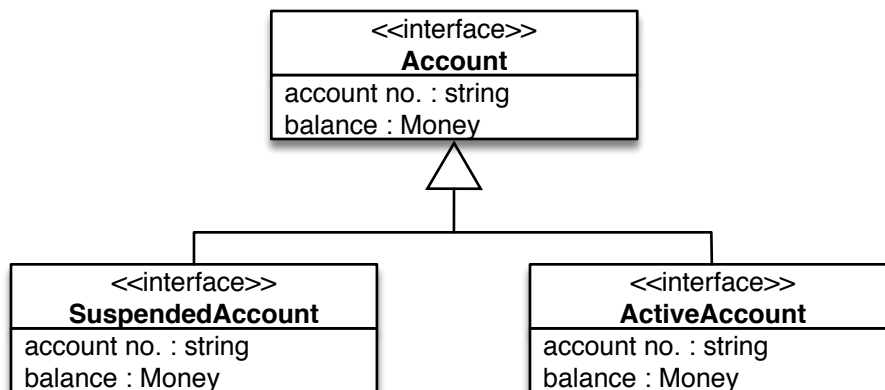 <<interface>>
Account
account no. : string
balance : Money
<<interface>>
SuspendedAccount
account no. : string
balance : Money
<<interface>>
ActiveAccount
account no. : string
balance : Money